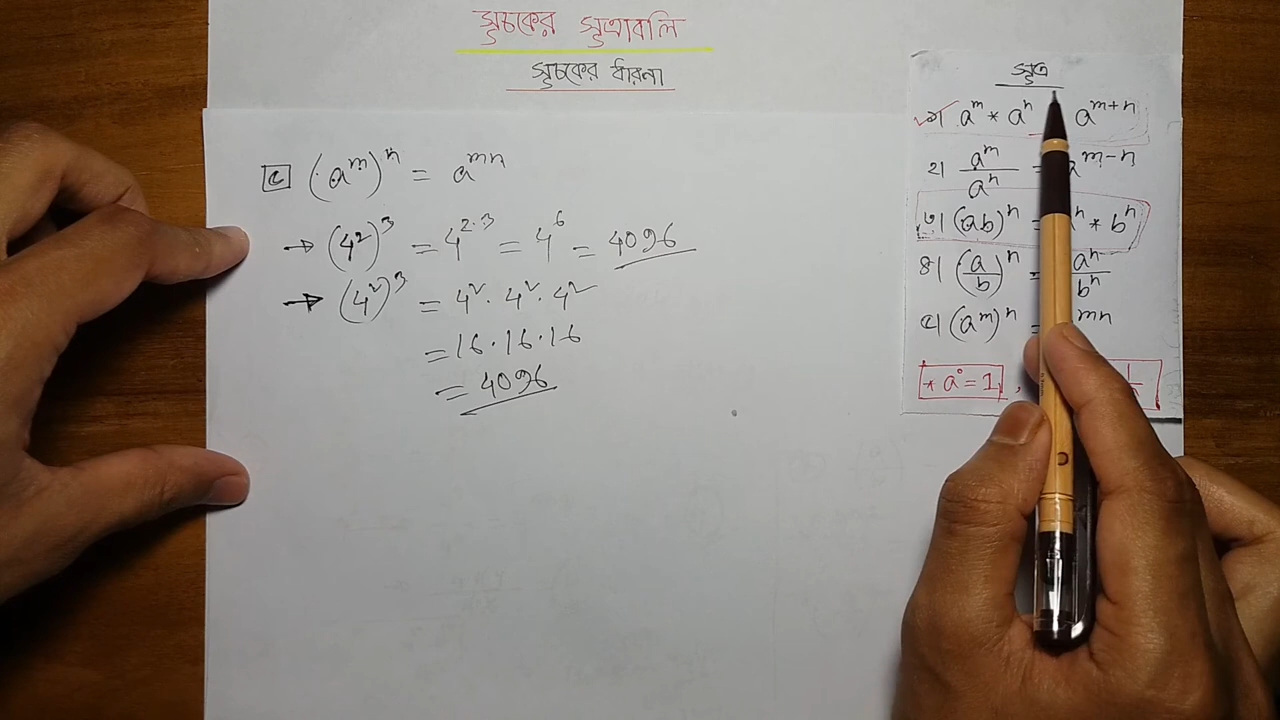 সূচকের সূত্রাবলি
সূচকের ধারনা
৫ (a^m)^n = a^{mn}
→ (4^2)^3 = 4^{2·3} = 4^6 = 4096
→ (4^2)^3 = 4^2 · 4^2 · 4^2
= 16 · 16 · 16
= 4096
সূত্র
১। a^m * a^n a^{m+n}
২। a^m/a^n = a^{m-n}
৩। (ab)^n = a^n * b^n
৪। (a/b)^n = a^n/b^n
৫। (a^m)^n = mn
* a^0 = 1,